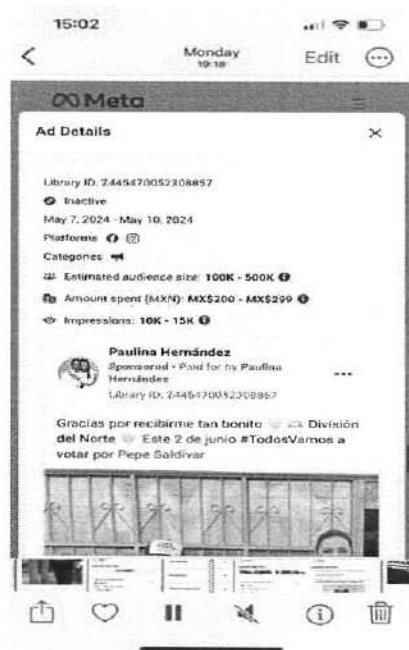 15:02
Monday
19:18
Edit
Meta
Ad Details
Library ID: 2445470052308857
Inactive
May 7, 2024 - May 10, 2024
Platforms
Categories
Estimated audience size: 100K - 500K
Amount spent (MXN): MX$200 - MX$299
Impressions: 10K - 15K
Paulina Hernández
Sponsored • Paid for by Paulina
Hernández
Library ID: 2445470052308857
Gracias por recibirme tan bonito División
del Norte Este 2 de junio #TodosVamos a
votar por Pepe Saldívar